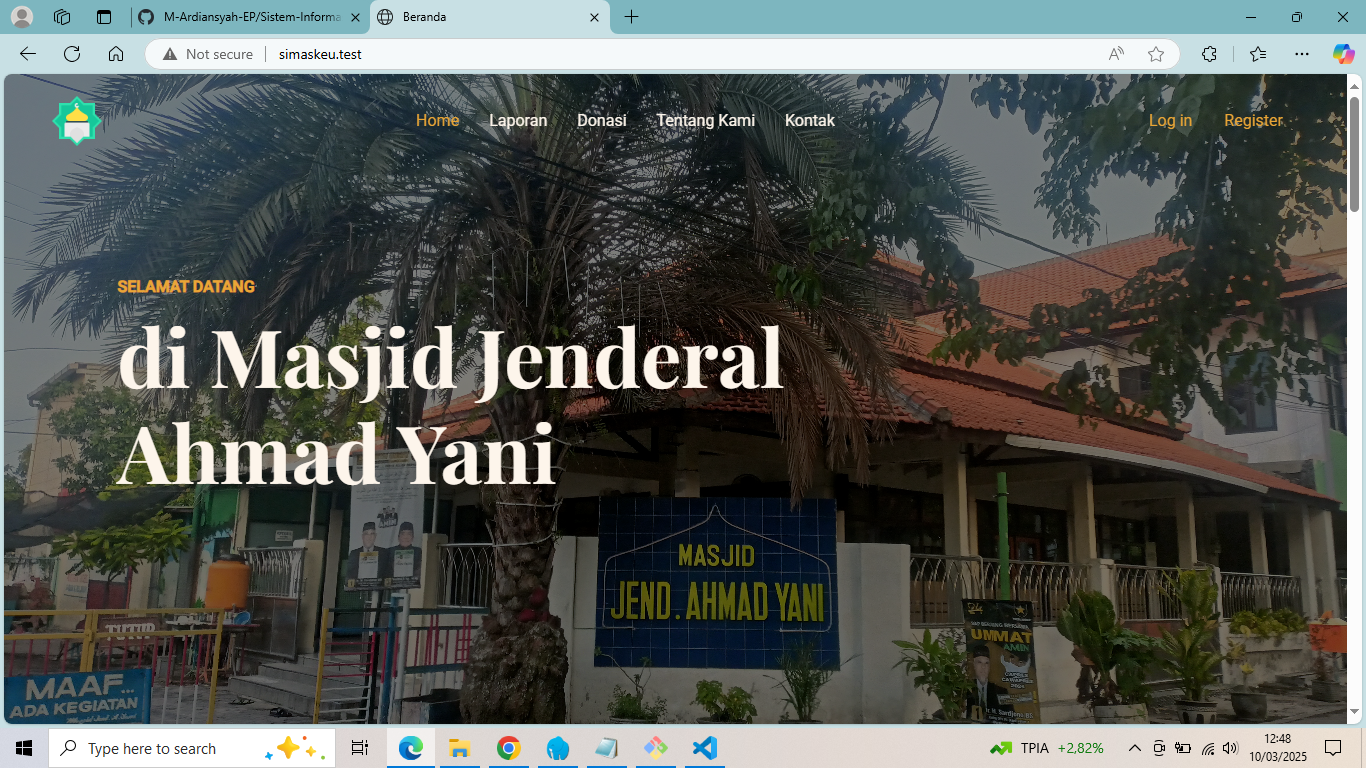 M-Ardiansyah-EP/Sistem-Informa
Beranda
Not secure
simaskeu.test
Home
Laporan
Donasi
Tentang Kami
Kontak
Log in
Register
SELAMAT DATANG
di Masjid Jenderal
Ahmad Yani
MASJID
JEND. AHMAD YANI
TUTUP
MAAF...
ADA KEGIATAN
UMMAT
AMIN
Type here to search
TPIA +2,82%
12:48
10/03/2025